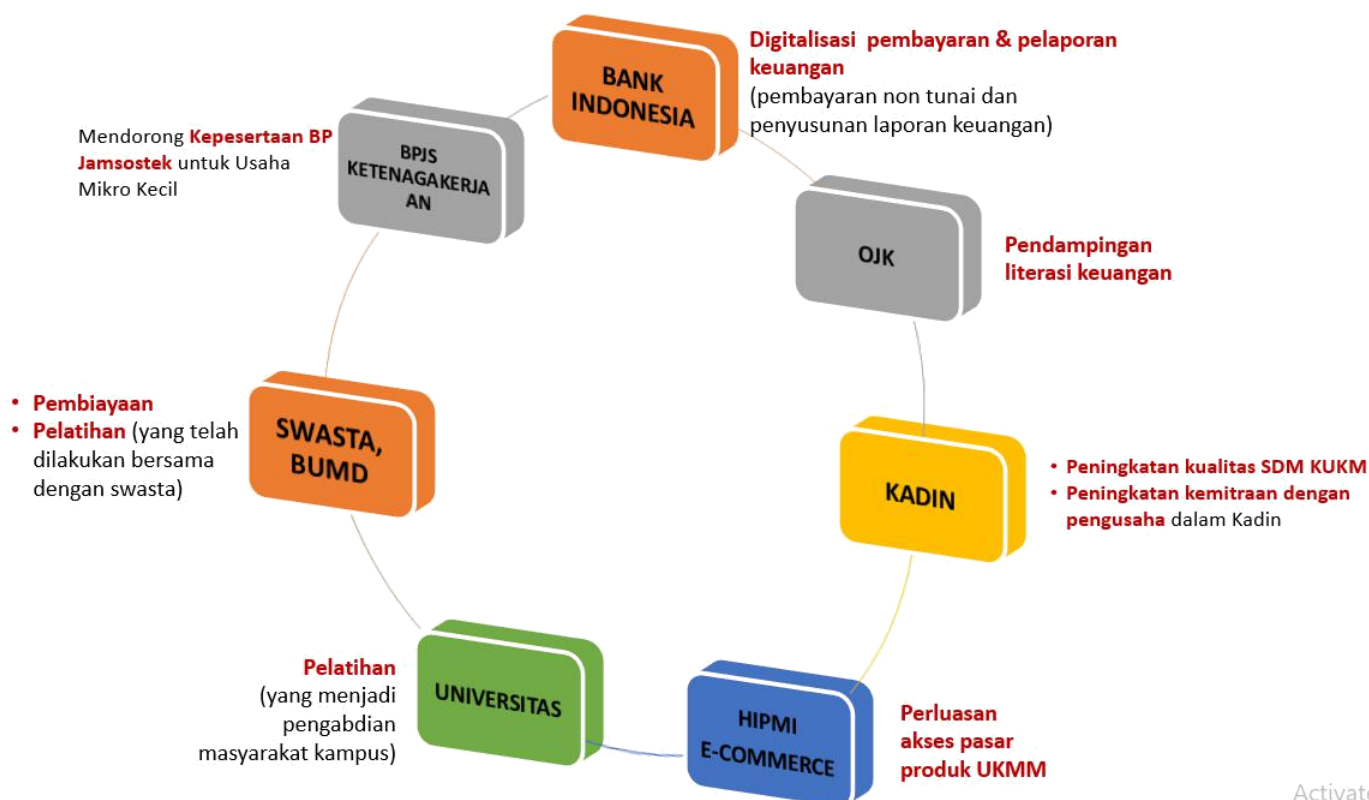 BANK
INDONESIA
Digitalisasi pembayaran & pelaporan
keuangan
(pembayaran non tunai dan
penyusunan laporan keuangan)
OJK
Pendampingan
literasi keuangan
KADIN
• Peningkatan kualitas SDM KUKM
• Peningkatan kemitraan dengan
pengusaha dalam Kadin
HIPMI
E-COMMERCE
Perluasan
akses pasar
produk UKMM
UNIVERSITAS
Pelatihan
(yang menjadi
pengabdian
masyarakat kampus)
SWASTA,
BUMD
• Pembiayaan
• Pelatihan (yang telah
dilakukan bersama
dengan swasta)
BPJS
KETENAGAKERJA
AN
Mendorong Kepesertaan BP
Jamsostek untuk Usaha
Mikro Kecil
Activate